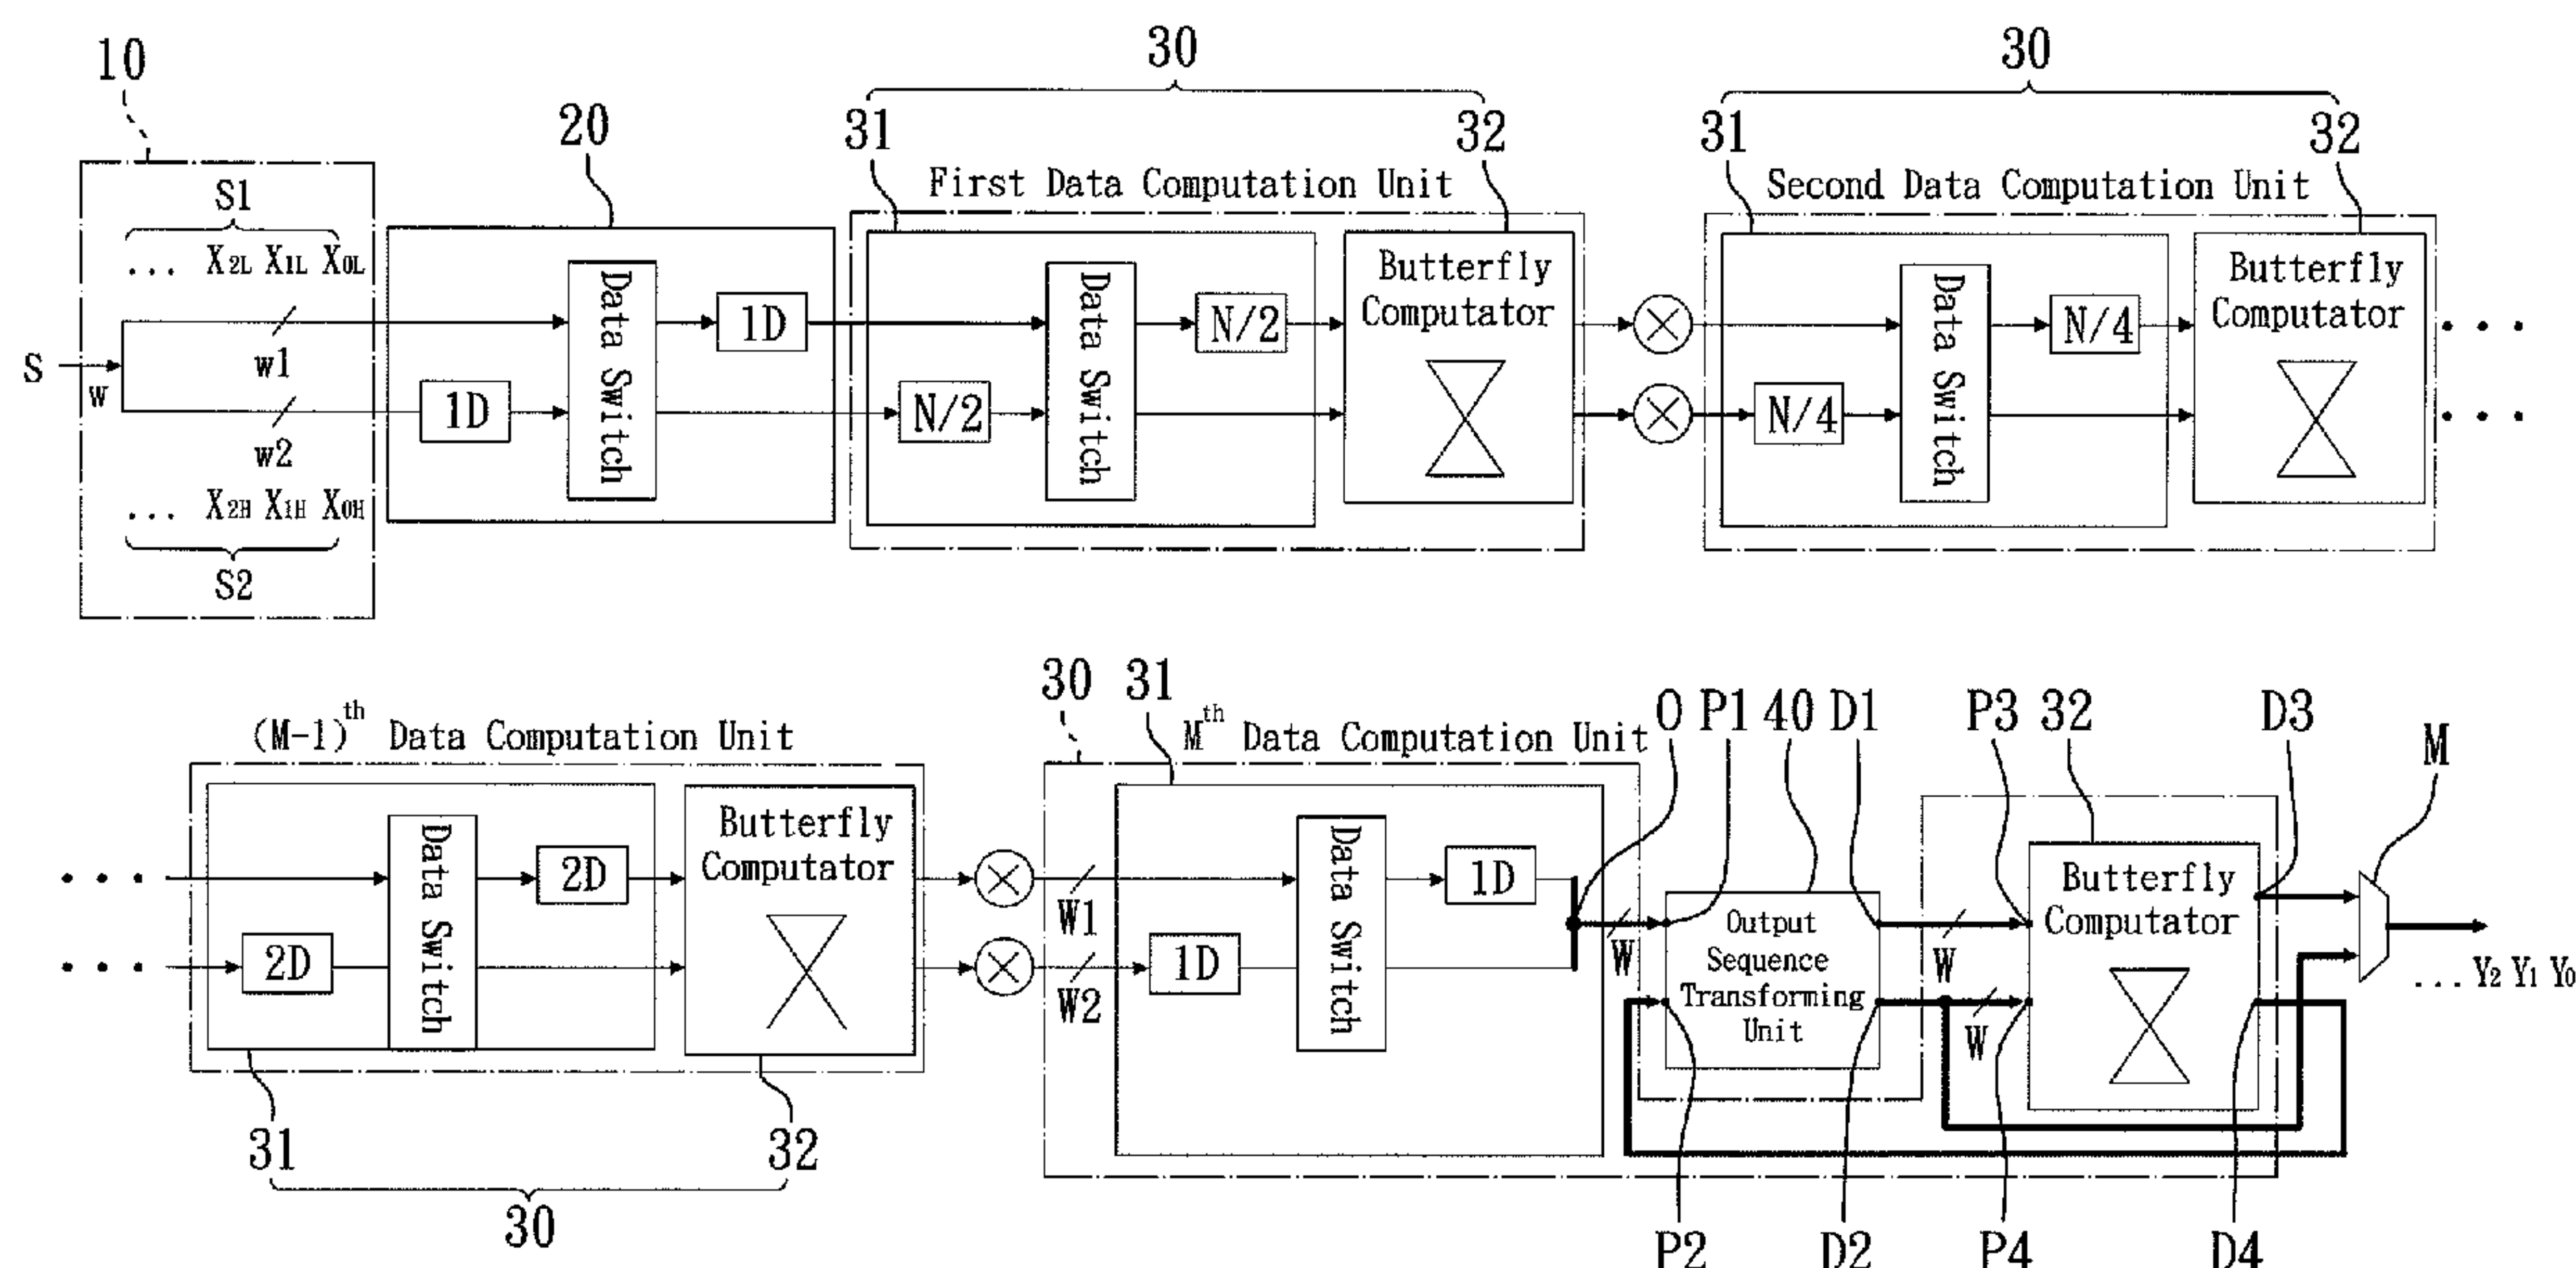 10
20
30
31
32
30
31
32
First Data Computation Unit
Second Data Computation Unit
S1
... X2L X1L X0L
S
w
w1
w2
... X2H X1H X0H
S2
1D
Data Switch
1D
N/2
Data Switch
N/2
Butterfly
Computator
N/4
Data Switch
N/4
Butterfly
Computator
(M-1)th Data Computation Unit
2D
Data Switch
2D
Butterfly
Computator
31
32
30
30
31
Mth Data Computation Unit
W1
W2
1D
Data Switch
1D
O
P1
40
D1
P3
32
D3
M
W
Output
Sequence
Transforming
Unit
W
W
Butterfly
Computator
... Y2 Y1 Y0
P2
D2
P4
D4